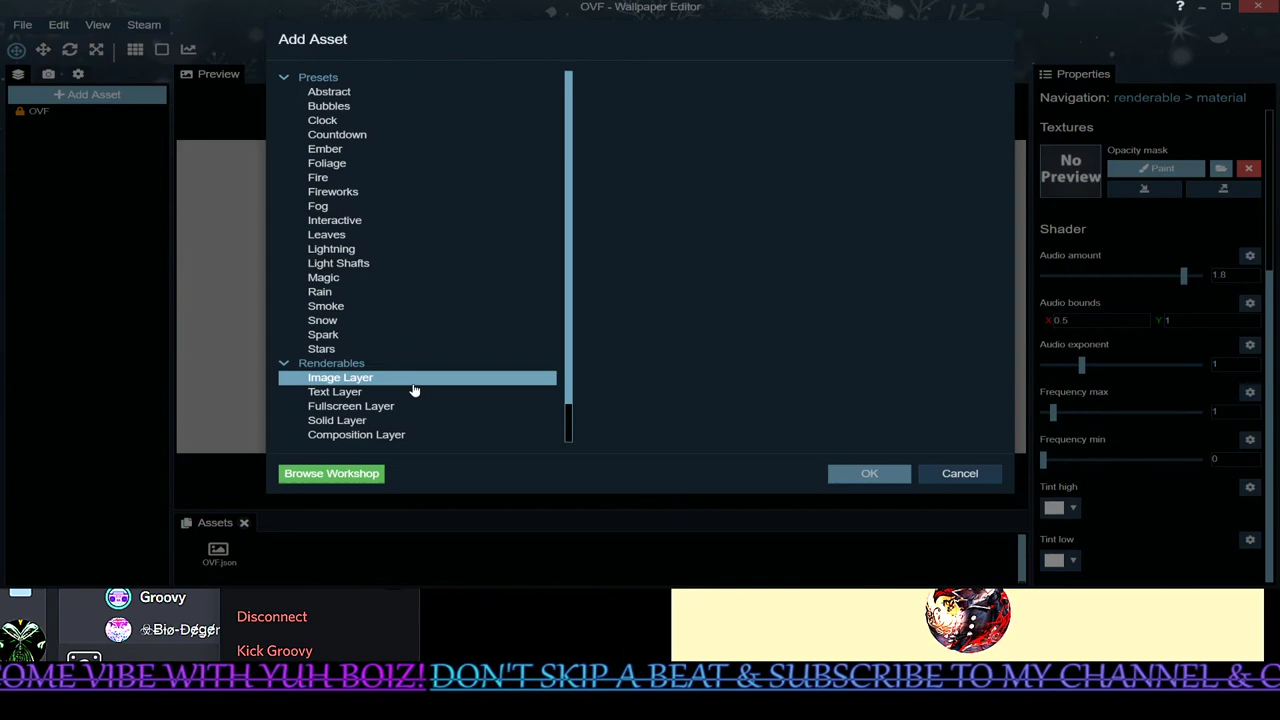 OVF - Wallpaper Editor
?
File Edit View Steam
Add Asset
Preview
Properties
+ Add Asset
OVF
Navigation: renderable > material
Presets
Abstract
Bubbles
Clock
Countdown
Ember
Foliage
Fire
Fireworks
Fog
Interactive
Leaves
Lightning
Light Shafts
Magic
Rain
Smoke
Snow
Spark
Stars
Renderables
Image Layer
Text Layer
Fullscreen Layer
Solid Layer
Composition Layer
Browse Workshop
OK
Cancel
Textures
No
Preview
Opacity mask
Paint
Shader
Audio amount
1.8
Audio bounds
X 0.5 Y 1
Audio exponent
1
Frequency max
1
Frequency min
0
Tint high
Tint low
Assets
OVF.json
Groovy
Disconnect
Kick Groovy
OME VIBE WITH YUH BOIZ! DON'T SKIP A BEAT & SUBSCRIBE TO MY CHANNEL &